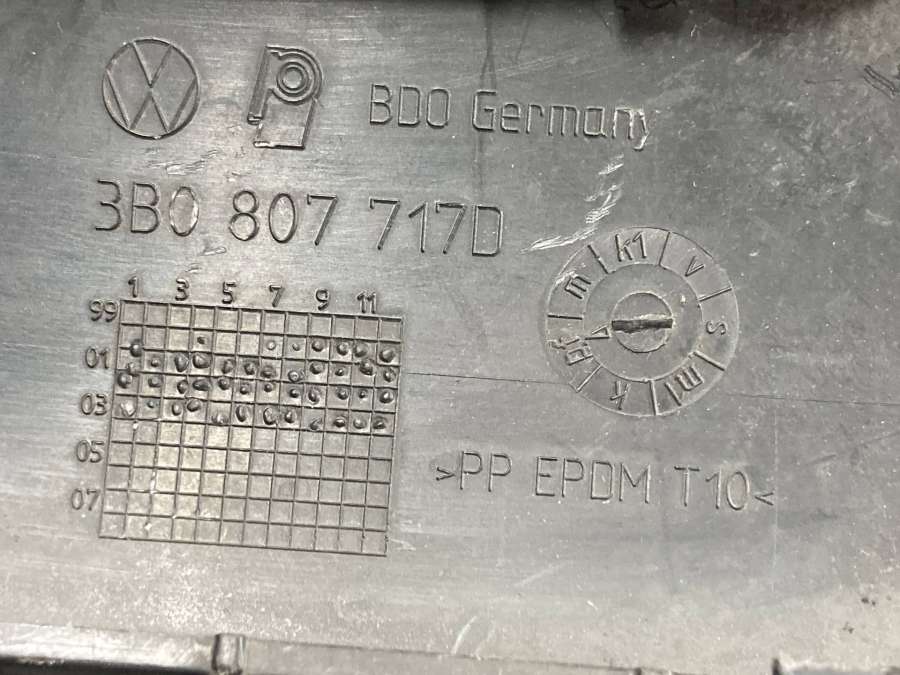 BDO Germany
3B0 807 717D
1 3 5 7 9 11
99
01
03
05
07
m k1 v s m1 k
>PP EPDM T10<